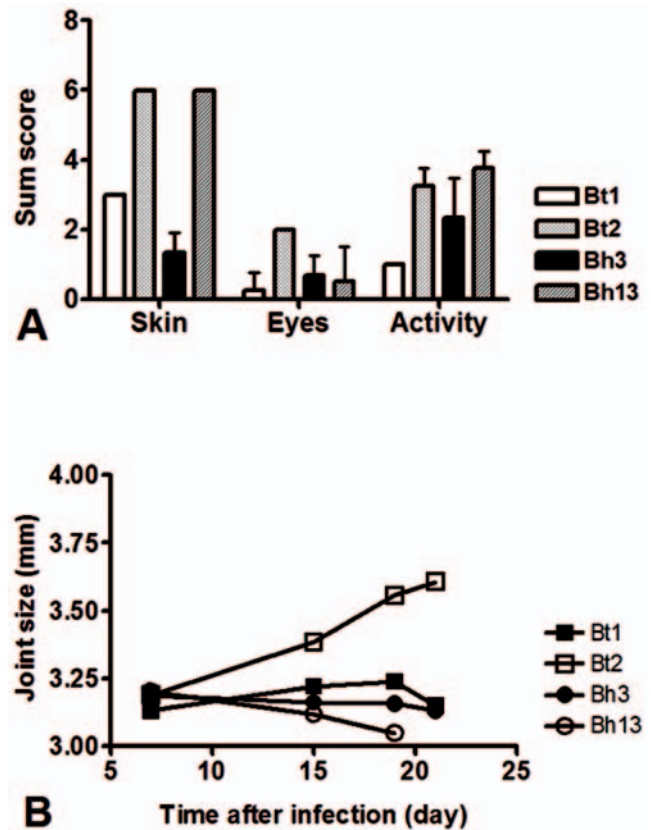 8
6
4
2
0
Sum score
Skin Eyes Activity
Bt1
Bt2
Bh3
Bh13
A
4.00
3.75
3.50
3.25
3.00
Joint size (mm)
5 10 15 20 25
Time after infection (day)
Bt1
Bt2
Bh3
Bh13
B